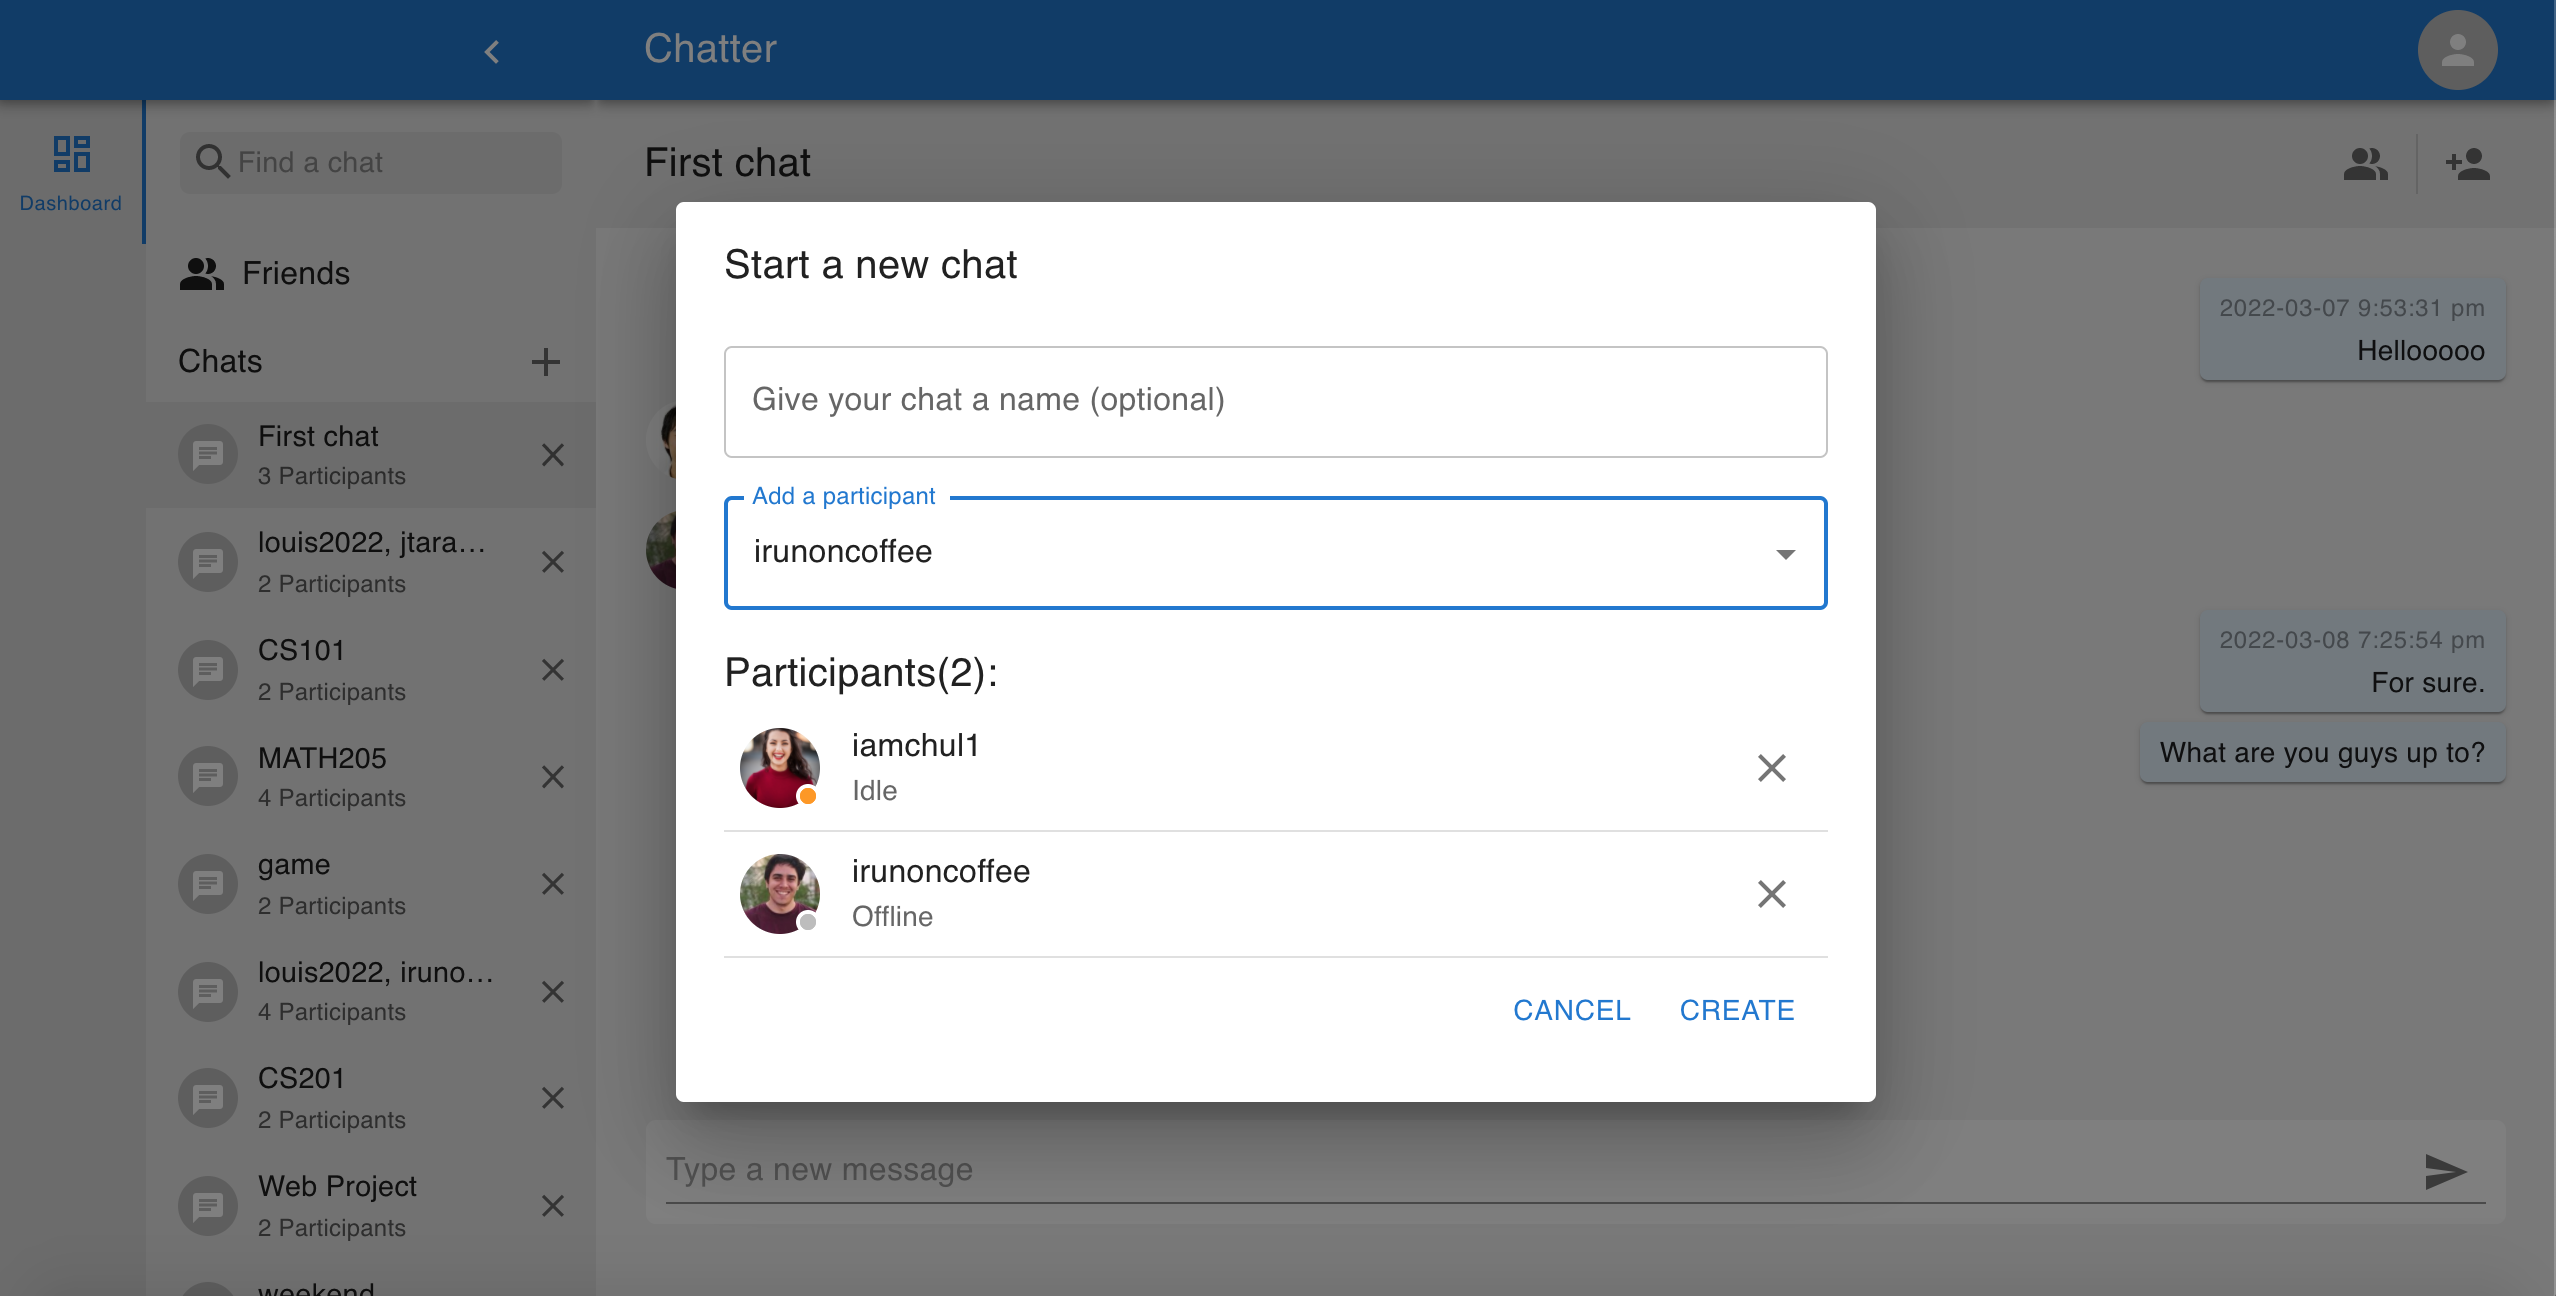 Chatter
Dashboard
Find a chat
Friends
Chats
First chat
3 Participants
louis2022, jtara...
2 Participants
CS101
2 Participants
MATH205
4 Participants
game
2 Participants
louis2022, iruno...
4 Participants
CS201
2 Participants
Web Project
2 Participants
weekend
First chat
2022-03-07 9:53:31 pm
Hellooooo
2022-03-08 7:25:54 pm
For sure.
What are you guys up to?
Type a new message
Start a new chat
Give your chat a name (optional)
Add a participant
irunoncoffee
Participants(2):
iamchul1
Idle
irunoncoffee
Offline
CANCEL CREATE